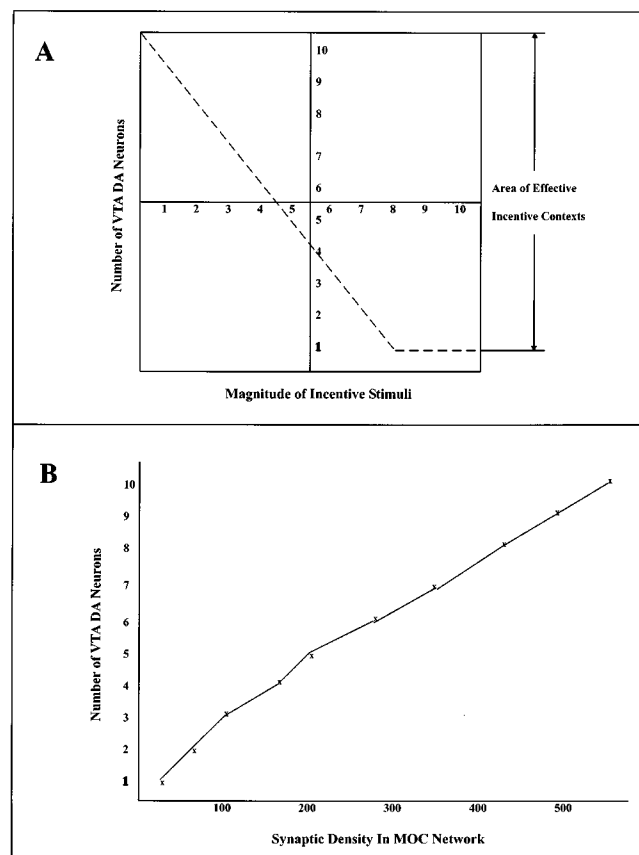 A
Number of VTA DA Neurons
10
9
8
7
6
1 2 3 4 5 6 7 8 9 10
5
4
3
2
1
Area of Effective
Incentive Contexts
Magnitude of Incentive Stimuli
B
Number of VTA DA Neurons
10
9
8
7
6
5
4
3
2
1
100 200 300 400 500
Synaptic Density In MOC Network